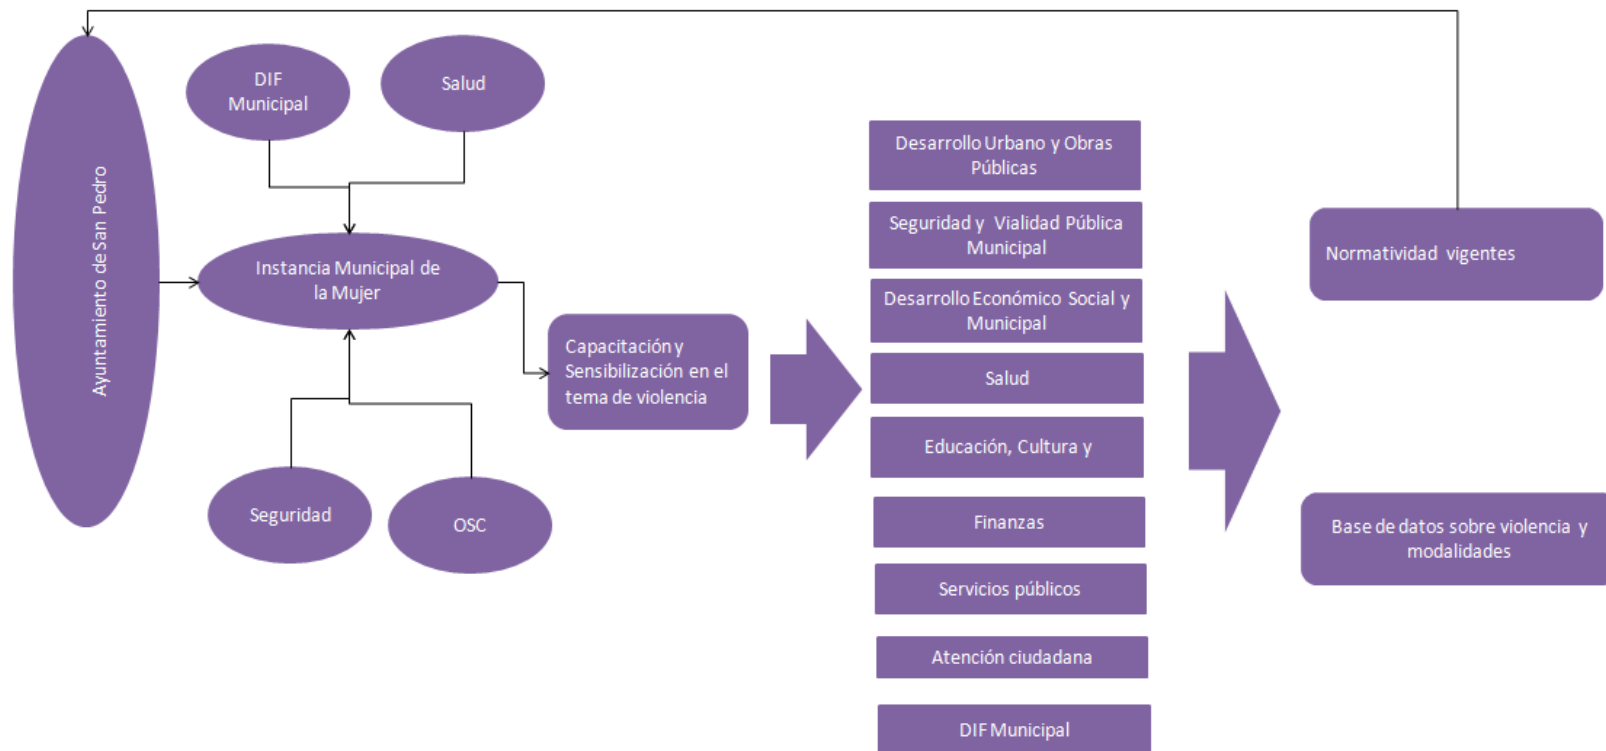 Ayuntamiento de San Pedro
DIF
Municipal
Salud
Instancia Municipal de
la Mujer
Seguridad
OSC
Capacitación y
Sensibilización en el
tema de violencia
Desarrollo Urbano y Obras
Públicas
Seguridad y Vialidad Pública
Municipal
Desarrollo Económico Social y
Municipal
Salud
Educación, Cultura y
Finanzas
Servicios públicos
Atención ciudadana
DIF Municipal
Normatividad vigentes
Base de datos sobre violencia y
modalidades